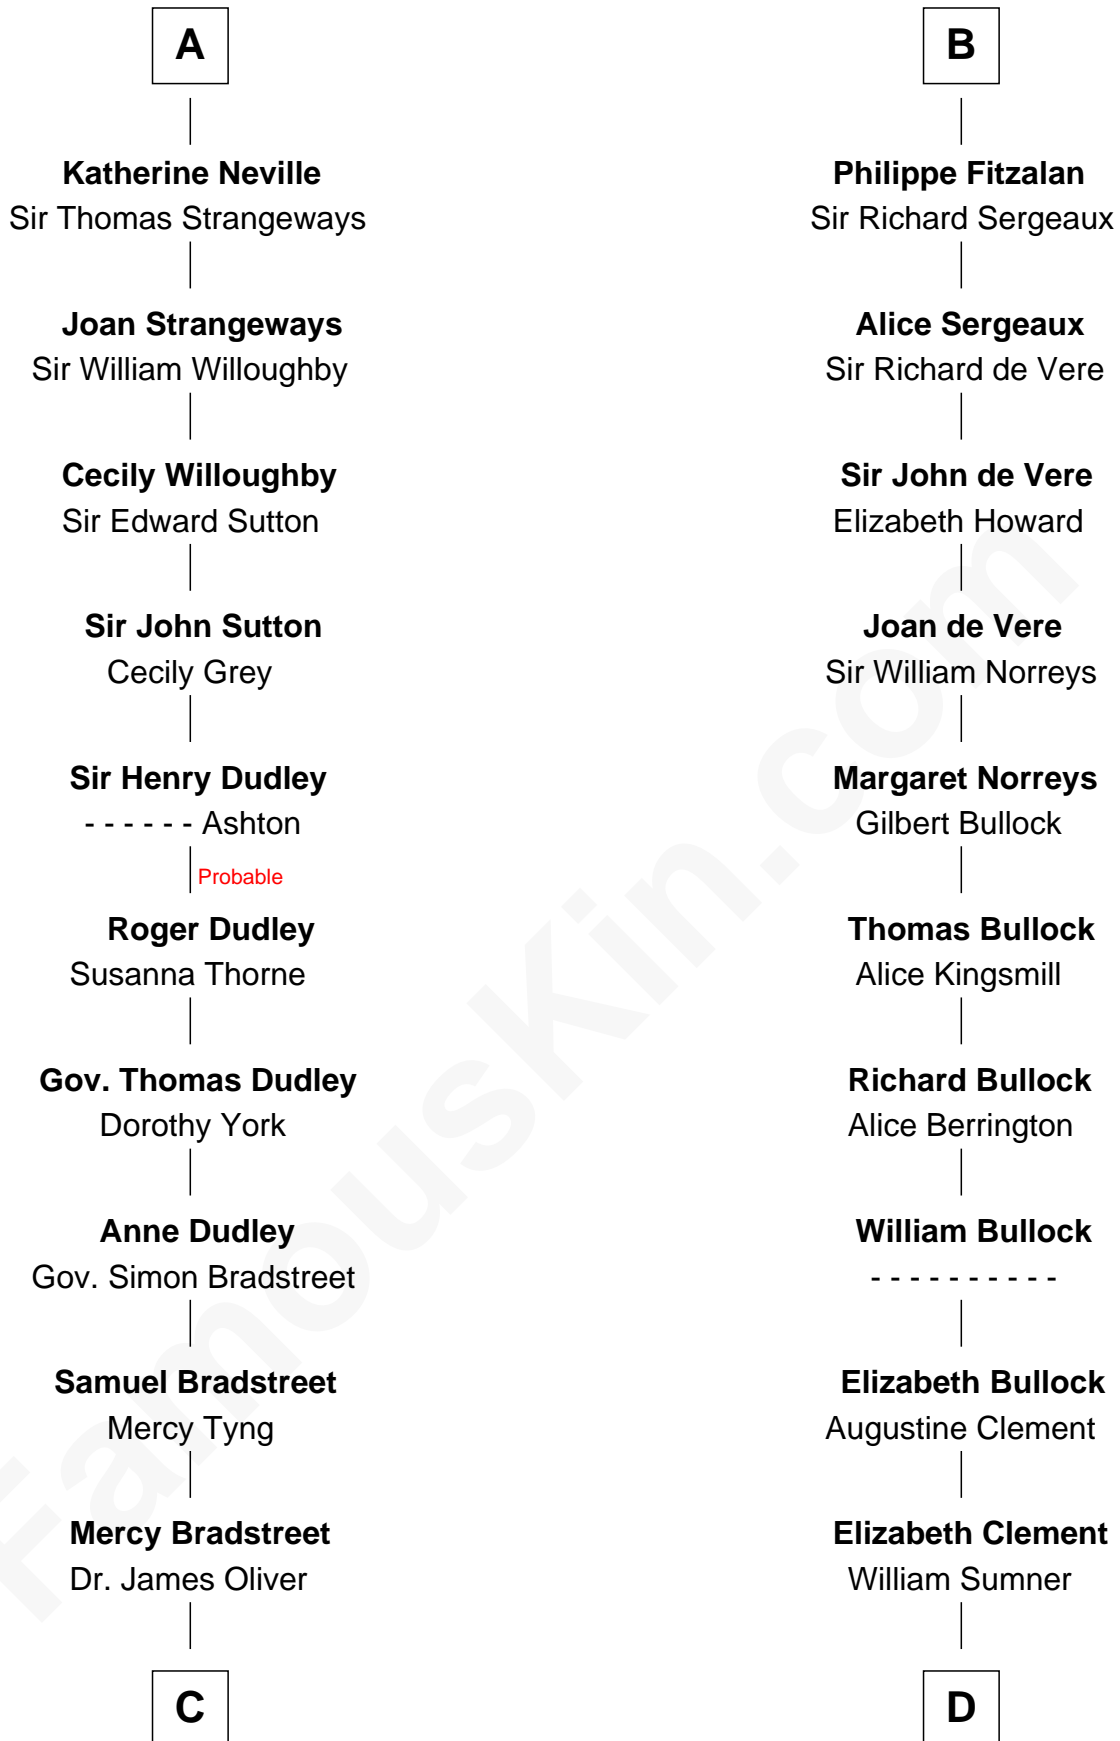 A
Katherine Neville
Sir Thomas Strangeways
Joan Strangeways
Sir William Willoughby
Cecily Willoughby
Sir Edward Sutton
Sir John Sutton
Cecily Grey
Sir Henry Dudley
- - - - - - Ashton
Probable
Roger Dudley
Susanna Thorne
Gov. Thomas Dudley
Dorothy York
Anne Dudley
Gov. Simon Bradstreet
Samuel Bradstreet
Mercy Tyng
Mercy Bradstreet
Dr. James Oliver
C
B
Philippe Fitzalan
Sir Richard Sergeaux
Alice Sergeaux
Sir Richard de Vere
Sir John de Vere
Elizabeth Howard
Joan de Vere
Sir William Norreys
Margaret Norreys
Gilbert Bullock
Thomas Bullock
Alice Kingsmill
Richard Bullock
Alice Berrington
William Bullock
- - - - - - - - - -
Elizabeth Bullock
Augustine Clement
Elizabeth Clement
William Sumner
D
FamousKin.com